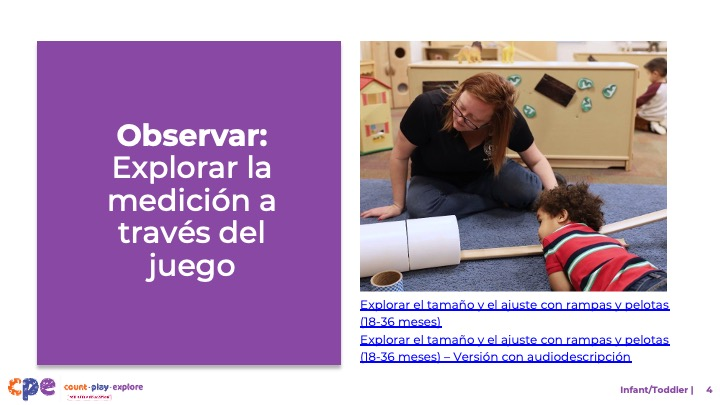 Observar:
Explorar la
medición a
través del
juego
Explorar el tamaño y el ajuste con rampas y pelotas
(18-36 meses)
Explorar el tamaño y el ajuste con rampas y pelotas
(18-36 meses) – Versión con audiodescripción
cpe
count·play·explore
Infant/Toddler | 4